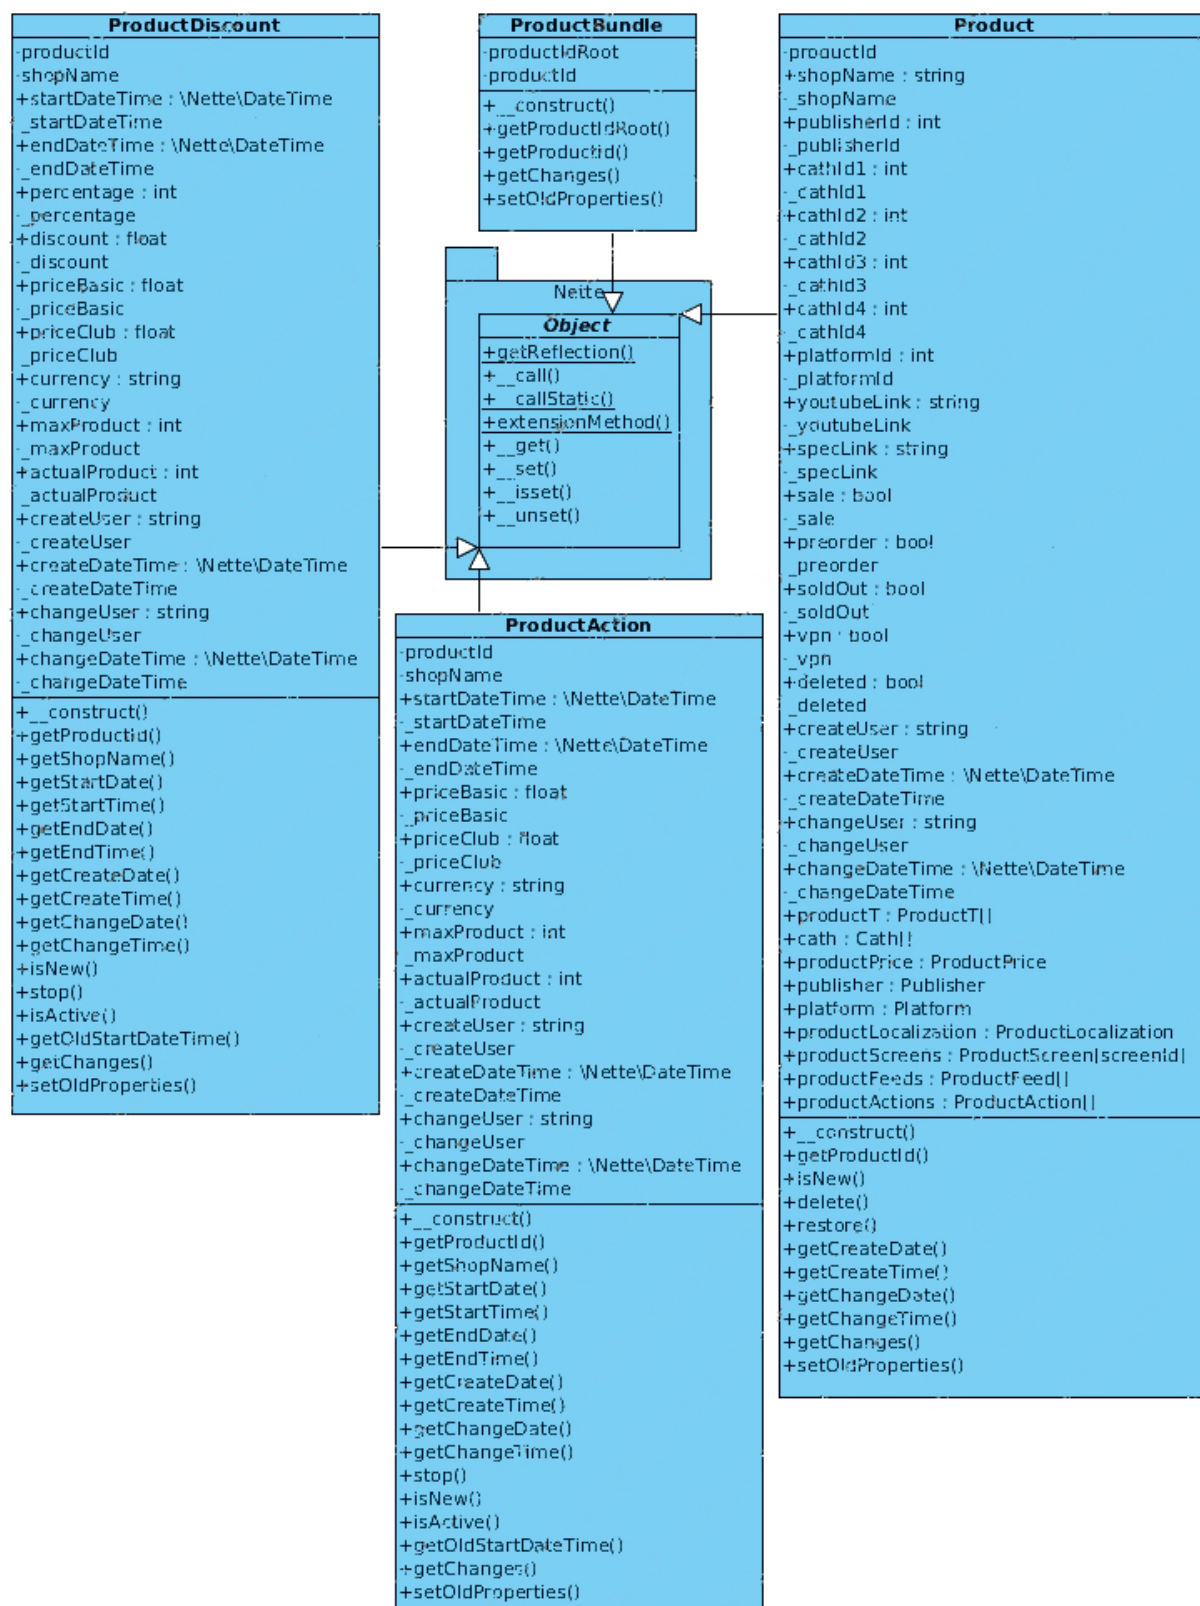 ProductDiscount
-productId
-shopName
+startDateTime : \Nette\DateTime
-_startDateTime
+endDateTime : \Nette\DateTime
-_endDateTime
+percentage : int
-_percentage
+discount : float
-_discount
+priceBasic : float
-_priceBasic
+priceClub : float
-_priceClub
+currency : string
-_currency
+maxProduct : int
-_maxProduct
+actualProduct : int
-_actualProduct
+createUser : string
-_createUser
+createDateTime : \Nette\DateTime
-_createDateTime
+changeUser : string
-_changeUser
+changeDateTime : \Nette\DateTime
-_changeDateTime
+__construct()
+getProductId()
+getShopName()
+getStartDate()
+getStartTime()
+getEndDate()
+getEndTime()
+getCreateDate()
+getCreateTime()
+getChangeDate()
+getChangeTime()
+isNew()
+stop()
+isActive()
+getOldStartDateTime()
+getChanges()
+setOldProperties()
ProductBundle
-productIdRoot
-productId
+__construct()
+getProductIdRoot()
+getProductId()
+getChanges()
+setOldProperties()
Nette
Object
+getReflection()
+__call()
+__callStatic()
+extensionMethod()
+__get()
+__set()
+__isset()
+__unset()
ProductAction
-productId
-shopName
+startDateTime : \Nette\DateTime
-_startDateTime
+endDateTime : \Nette\DateTime
-_endDateTime
+priceBasic : float
-_priceBasic
+priceClub : float
-_priceClub
+currency : string
-_currency
+maxProduct : int
-_maxProduct
+actualProduct : int
-_actualProduct
+createUser : string
-_createUser
+createDateTime : \Nette\DateTime
-_createDateTime
+changeUser : string
-_changeUser
+changeDateTime : \Nette\DateTime
-_changeDateTime
+__construct()
+getProductId()
+getShopName()
+getStartDate()
+getStartTime()
+getEndDate()
+getEndTime()
+getCreateDate()
+getCreateTime()
+getChangeDate()
+getChangeTime()
+stop()
+isNew()
+isActive()
+getOldStartDateTime()
+getChanges()
+setOldProperties()
Product
-productId
+shopName : string
-_shopName
+publisherId : int
-_publisherId
+cathId1 : int
-_cathId1
+cathId2 : int
-_cathId2
+cathId3 : int
-_cathId3
+cathId4 : int
-_cathId4
+platformId : int
-_platformId
+youtubeLink : string
-_youtubeLink
+specLink : string
-_specLink
+sale : bool
-_sale
+preorder : bool
-_preorder
+soldOut : bool
-_soldOut
+vpn : bool
-_vpn
+deleted : bool
-_deleted
+createUser : string
-_createUser
+createDateTime : \Nette\DateTime
-_createDateTime
+changeUser : string
-_changeUser
+changeDateTime : \Nette\DateTime
-_changeDateTime
+productT : ProductT[]
+cath : Cath[]
+productPrice : ProductPrice
+publisher : Publisher
+platform : Platform
+productLocalization : ProductLocalization
+productScreens : ProductScreen[screenId]
+productFeeds : ProductFeed[]
+productActions : ProductAction[]
+__construct()
+getProductId()
+isNew()
+delete()
+restore()
+getCreateDate()
+getCreateTime()
+getChangeDate()
+getChangeTime()
+getChanges()
+setOldProperties()